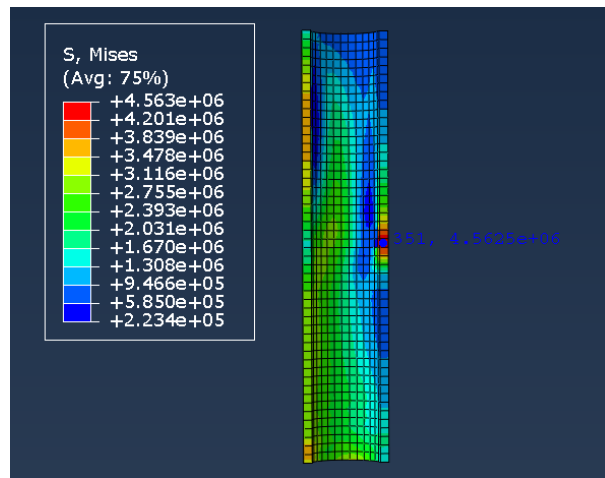 S, Mises
(Avg: 75%)
+4.563e+06
+4.201e+06
+3.839e+06
+3.478e+06
+3.116e+06
+2.755e+06
+2.393e+06
+2.031e+06
+1.670e+06
+1.308e+06
+9.466e+05
+5.850e+05
+2.234e+05
351, 4.5625e+06